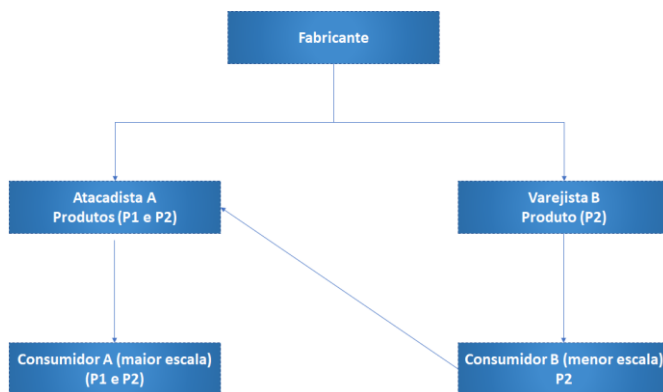 Fabricante
Atacadista A
Produtos (P1 e P2)
Varejista B
Produto (P2)
Consumidor A (maior escala)
(P1 e P2)
Consumidor B (menor escala)
P2